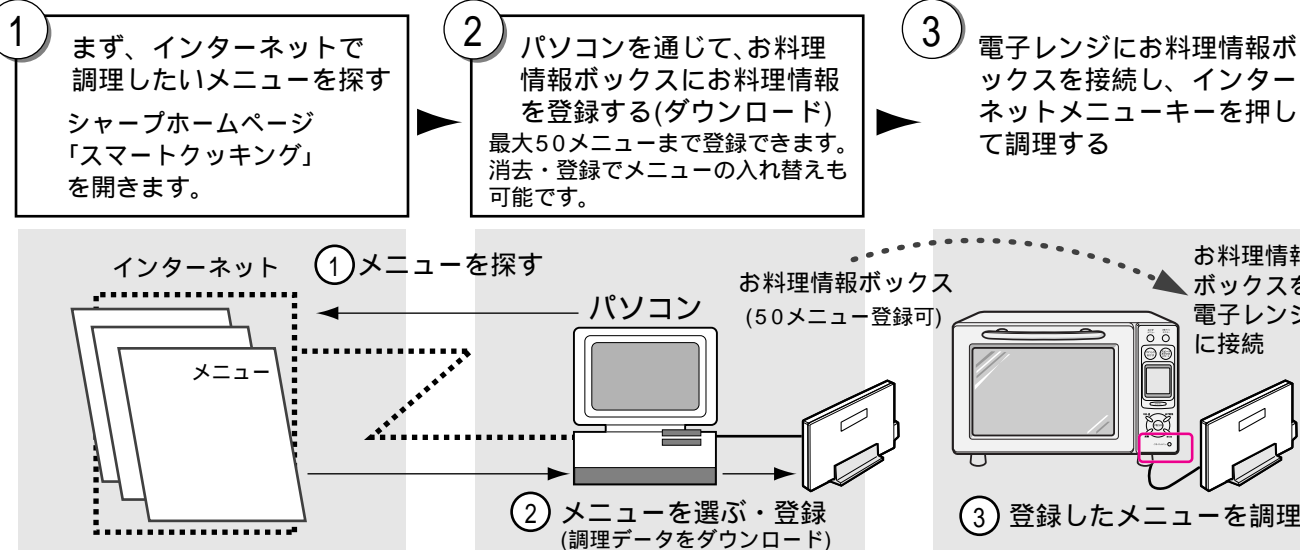 1
まず、インターネットで
調理したいメニューを探す
シャープホームページ
「スマートクッキング」
を開きます。
2
パソコンを通じて、お料理
情報ボックスにお料理情報
を登録する(ダウンロード)
最大50メニューまで登録できます。
消去・登録でメニューの入れ替えも
可能です。
3
電子レンジにお料理情報ボ
ックスを接続し、インター
ネットメニューキーを押し
て調理する
インターネット
①メニューを探す
メニュー
パソコン
お料理情報ボックス
(50メニュー登録可)
お料理情報
ボックスを
電子レンジ
に接続
② メニューを選ぶ・登録
(調理データをダウンロード)
③ 登録したメニューを調理